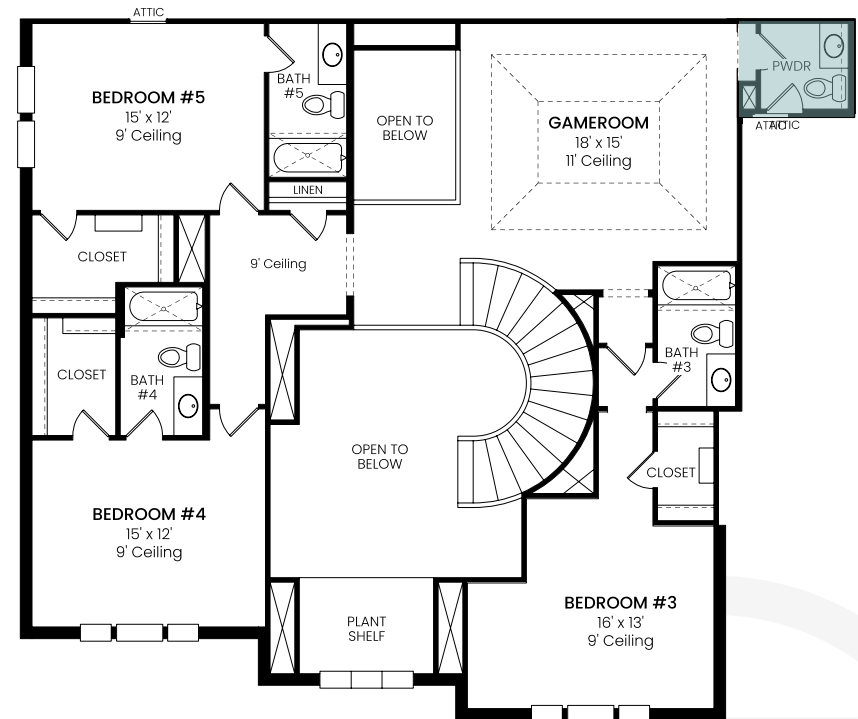 ATTIC
BEDROOM #5
15' x 12'
9' Ceiling
BATH
#5
LINEN
OPEN TO
BELOW
GAMEROOM
18' x 15'
11' Ceiling
PWDR
ATTIC
ATTIC
CLOSET
9' Ceiling
CLOSET
BATH
#4
BATH
#3
OPEN TO
BELOW
CLOSET
BEDROOM #4
15' x 12'
9' Ceiling
PLANT
SHELF
BEDROOM #3
16' x 13'
9' Ceiling